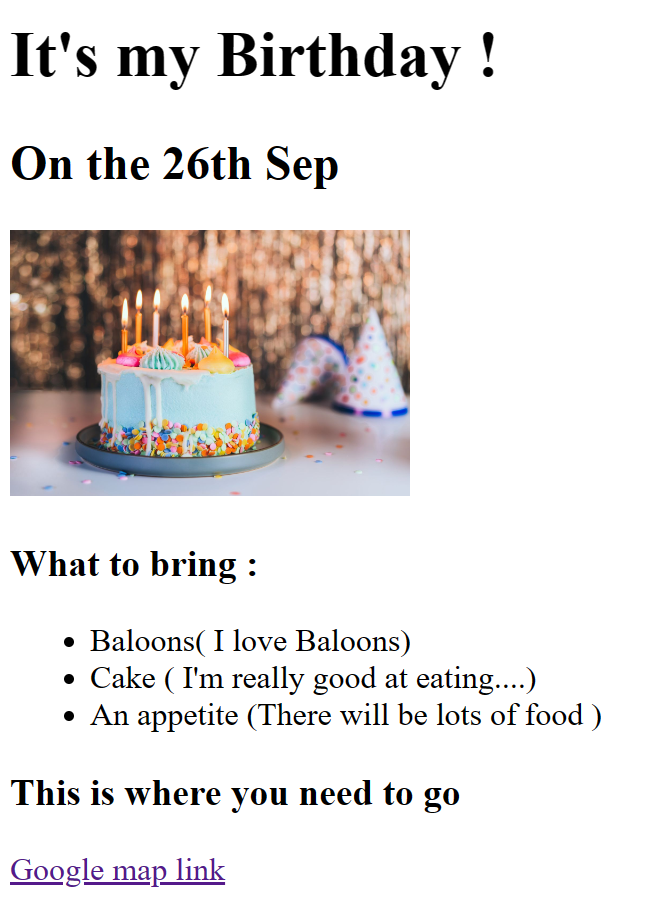 It's my Birthday !
On the 26th Sep
What to bring :
Baloons( I love Baloons)
Cake ( I'm really good at eating....)
An appetite (There will be lots of food )
This is where you need to go
Google map link